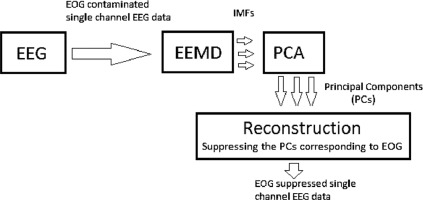 EOG contaminated
single channel EEG data
IMFs
EEG
EEMD
PCA
Principal Components
(PCs)
Reconstruction
Suppressing the PCs corresponding to EOG
EOG suppressed single
channel EEG data